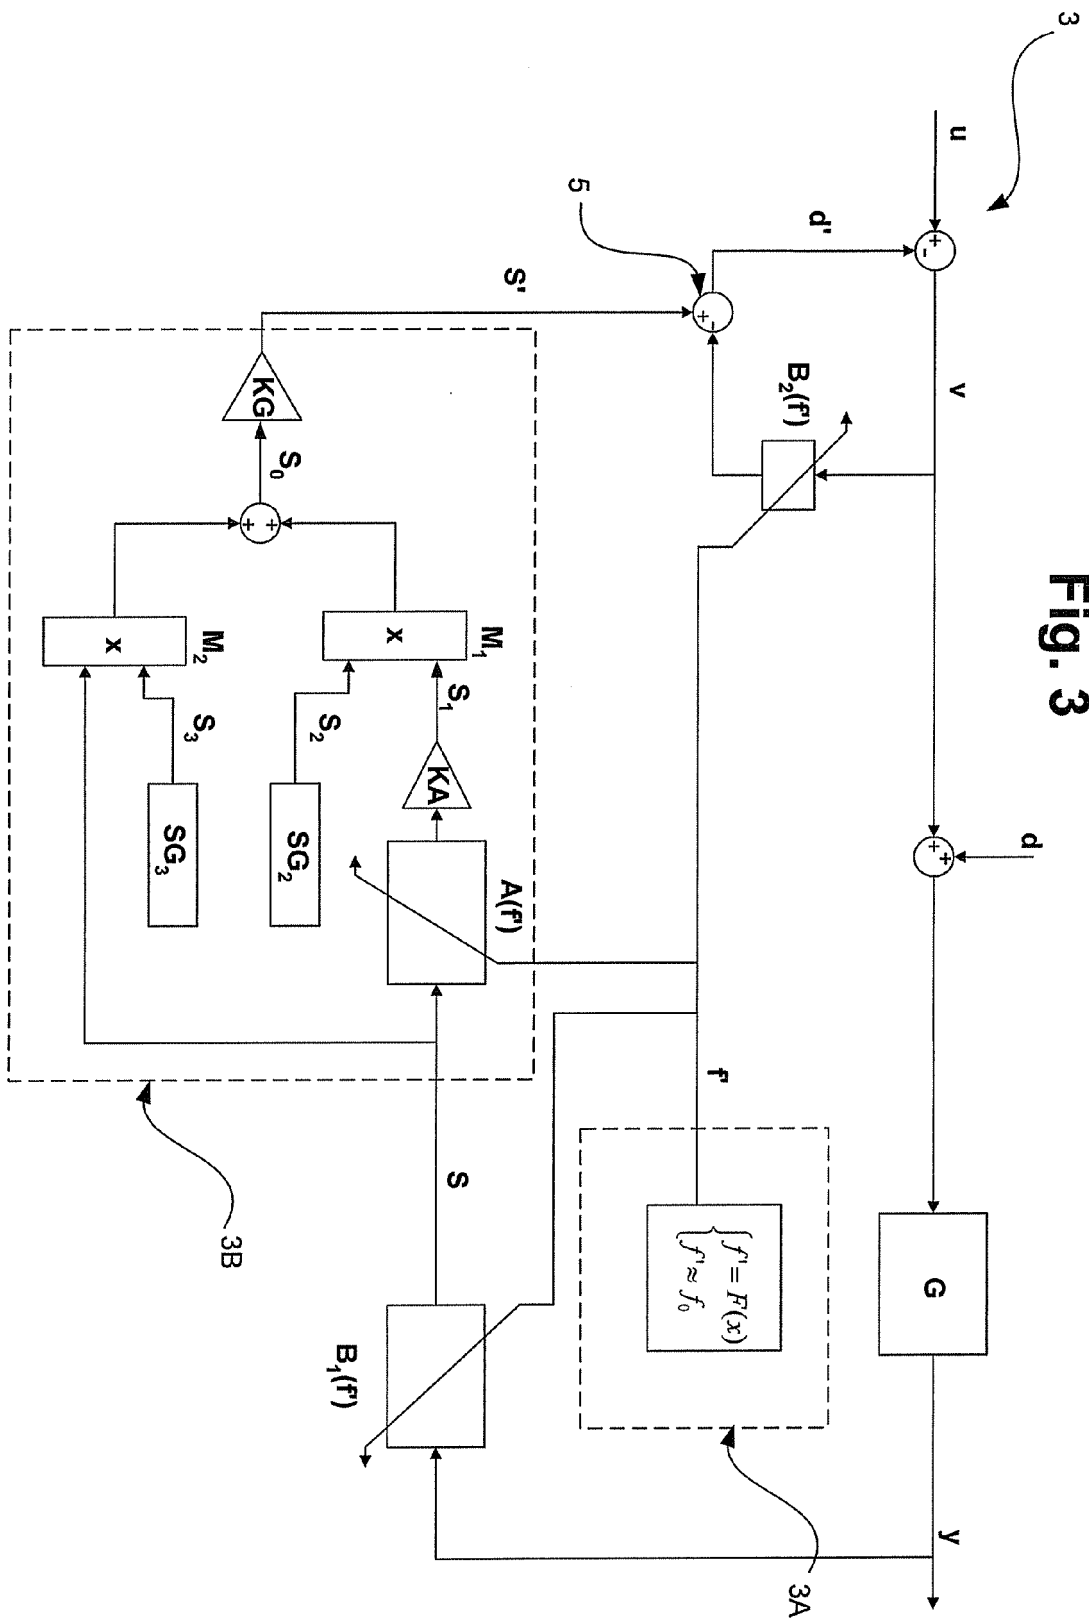 Fig. 3
3
u
+
-
v
d
+
+
G
y
d'
5
+
-
B₂(f')
f'
f' = F(x)
f' ≈ f₀
3A
S'
KG
S₀
+
+
M₁
x
S₁
KA
A(f')
S
B₁(f')
S₂
SG₂
M₂
x
S₃
SG₃
3B